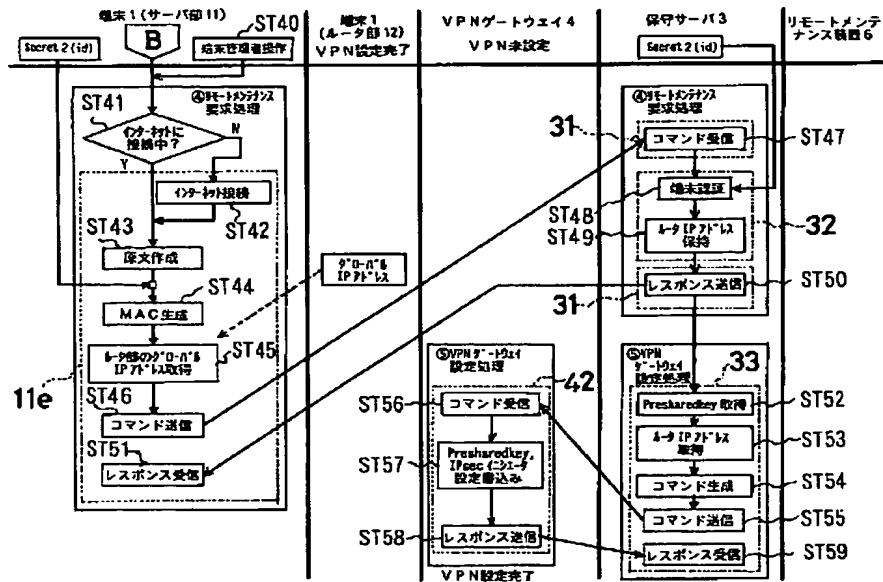 端末1(サーバ部11)
ST40
端末1
(ルータ部12)
VPN設定完了
VPNゲートウェイ4
VPN未設定
保守サーバ3
リモートメンテ
ナンス装置6
Secret2(id)
B
端末管理者操作
Secret2(id)
④リモートメンテナンス
要求処理
ST41
インターネットに
接続中?
N
Y
インターネット接続
ST42
ST43
原文作成
ST44
MAC生成
グローバル
IPアドレス
ルータ部のグローバル
IPアドレス取得
ST45
11e
ST46
コマンド送信
ST51
レスポンス受信
④リモートメンテナンス
要求処理
31
コマンド受信
ST47
端末認証
ST48
ST49
ルータIPアドレス
保持
32
レスポンス送信
ST50
31
⑤VPNゲートウェイ
設定処理
42
ST56
コマンド受信
ST57
Presharedkey,
IPsecイニシエータ
設定書込み
ST58
レスポンス送信
VPN設定完了
⑤VPN
ゲートウェイ
設定処理
33
Presharedkey取得
ST52
ルータIPアドレス
取得
ST53
コマンド生成
ST54
コマンド送信
ST55
レスポンス受信
ST59